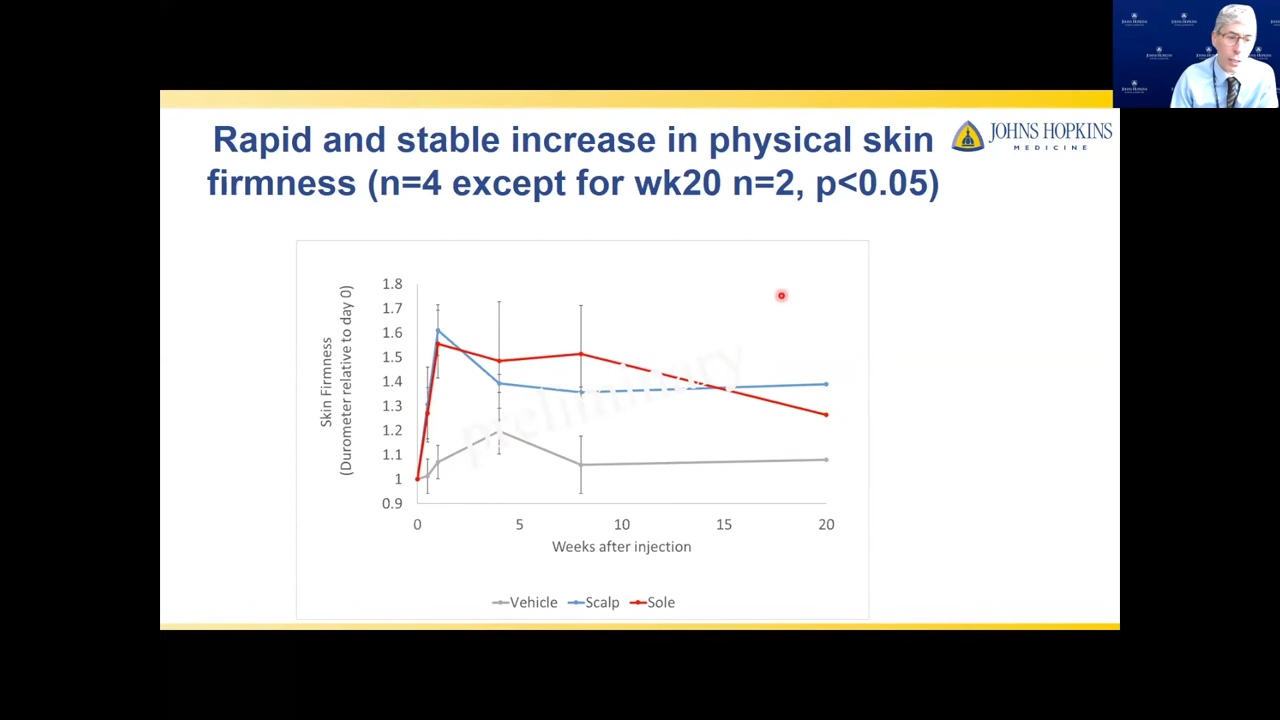 Rapid and stable increase in physical skin
firmness (n=4 except for wk20 n=2, p<0.05)
JOHNS HOPKINS
MEDICINE
Skin Firmness
(Durometer relative to day 0)
1.8
1.7
1.6
1.5
1.4
1.3
1.2
1.1
1
0.9
preliminary
0 5 10 15 20
Weeks after injection
Vehicle Scalp Sole